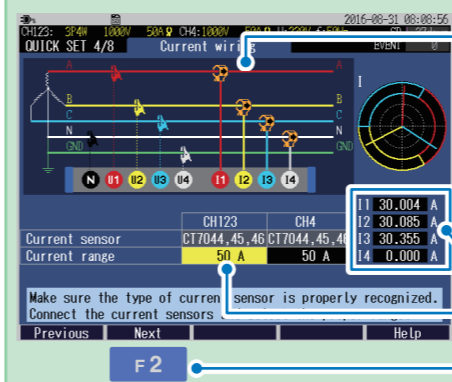 2016-08-31 08:08:56
CH123: 3P4W 1000V 50A CH4:1000V
QUICK SET 4/8 Current wiring EVENT 0
A A I
B B
C C
N N
GND GND
N U1 U2 U3 U4 I1 I2 I3 I4
I1 30.004 A
CH123 CH4 I2 30.085 A
Current sensor CT7044,45,46 CT7044,45,46 I3 30.355 A
Current range 50 A 50 A I4 0.000 A
Make sure the type of current sensor is properly recognized.
Connect the current sensors
Previous Next Help
F2